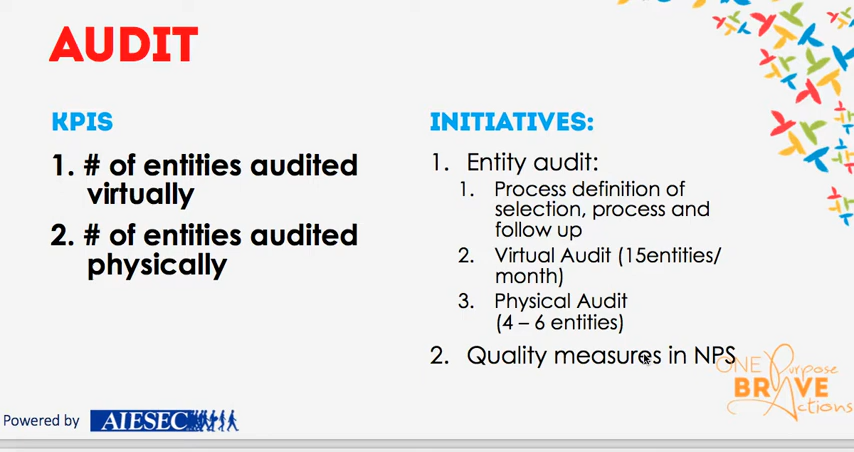 AUDIT
KPIS
1. # of entities audited
virtually
2. # of entities audited
physically
INITIATIVES:
1. Entity audit:
1. Process definition of
selection, process and
follow up
2. Virtual Audit (15entities/
month)
3. Physical Audit
(4 – 6 entities)
2. Quality measures in NPS
ONE Purpose
BRAVE
Actions
Powered by AIESEC